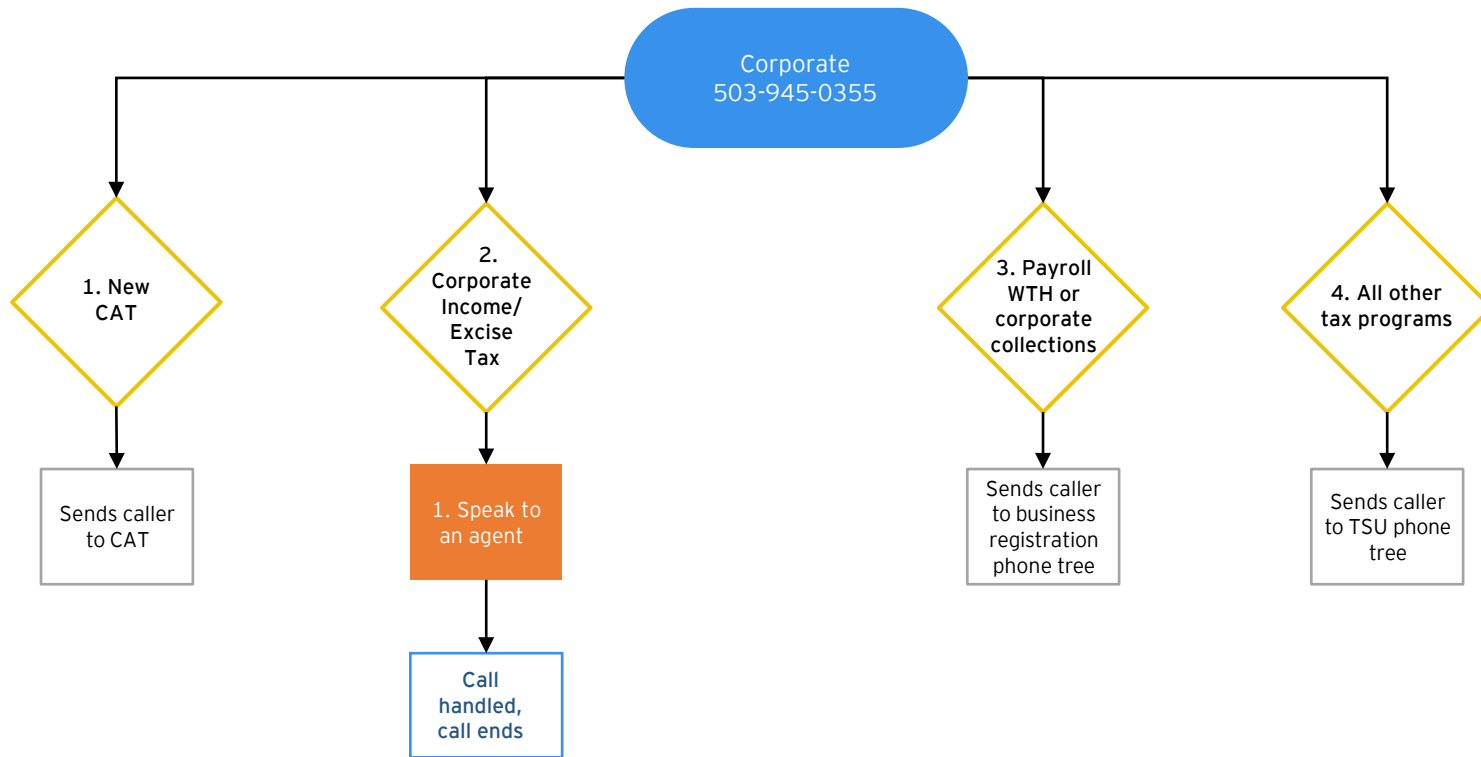 Corporate
503-945-0355
1. New
CAT
2.
Corporate
Income/
Excise
Tax
3. Payroll
WTH or
corporate
collections
4. All other
tax programs
Sends caller
to CAT
1. Speak to
an agent
Sends caller
to business
registration
phone tree
Sends caller
to TSU phone
tree
Call
handled,
call ends